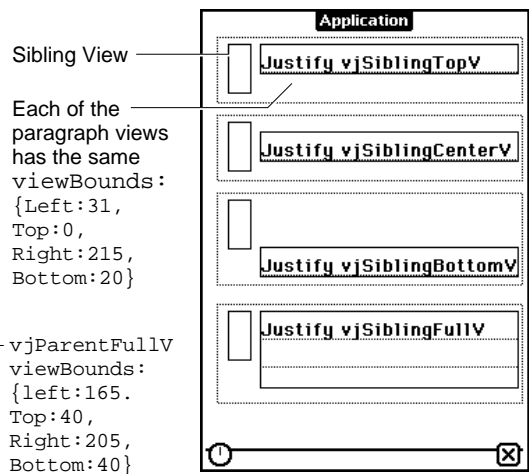 Application
Sibling View
Justify vjSiblingTopV
Each of the
paragraph views
has the same
viewBounds:
{Left:31,
Top:0,
Right:215,
Bottom:20}
Justify vjSiblingCenterV
Justify vjSiblingBottomV
Justify vjSiblingFullV
vjParentFullV
viewBounds:
{left:165.
Top:40,
Right:205,
Bottom:40}